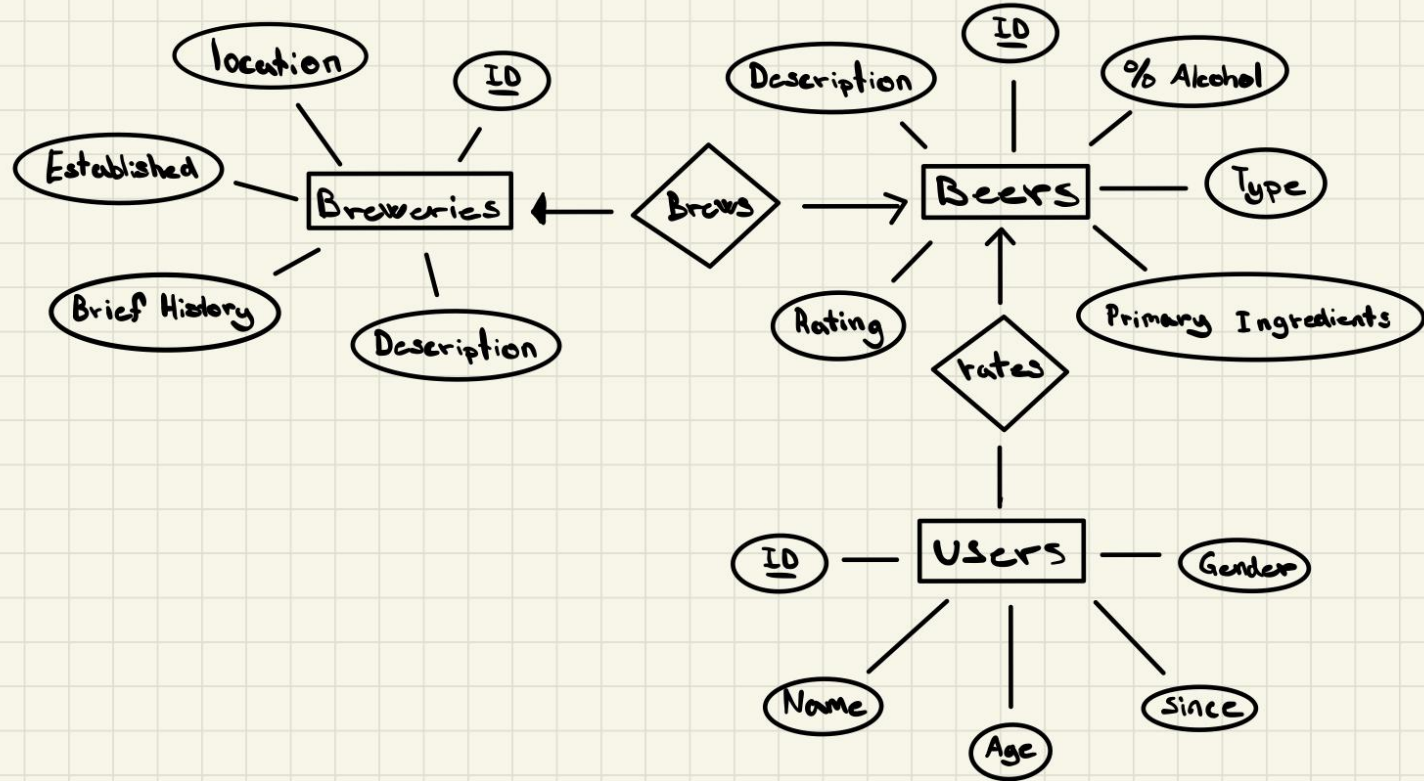 location
ID
Established
Breweries
Brief History
Description
Brews
ID
Description
% Alcohol
Beers
Type
Rating
Primary Ingredients
rates
ID
Users
Gender
Name
Age
since